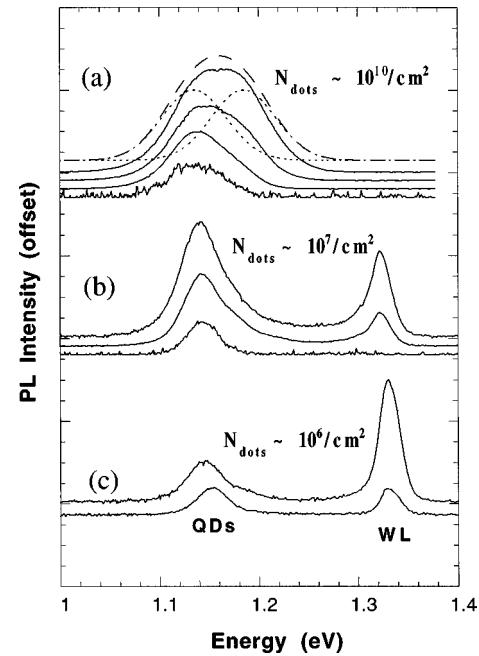 (a)
N_dots ~ 10^10/cm^2
(b)
N_dots ~ 10^7/cm^2
(c)
N_dots ~ 10^6/cm^2
QDs
WL
PL Intensity (offset)
1 1.1 1.2 1.3 1.4
Energy (eV)